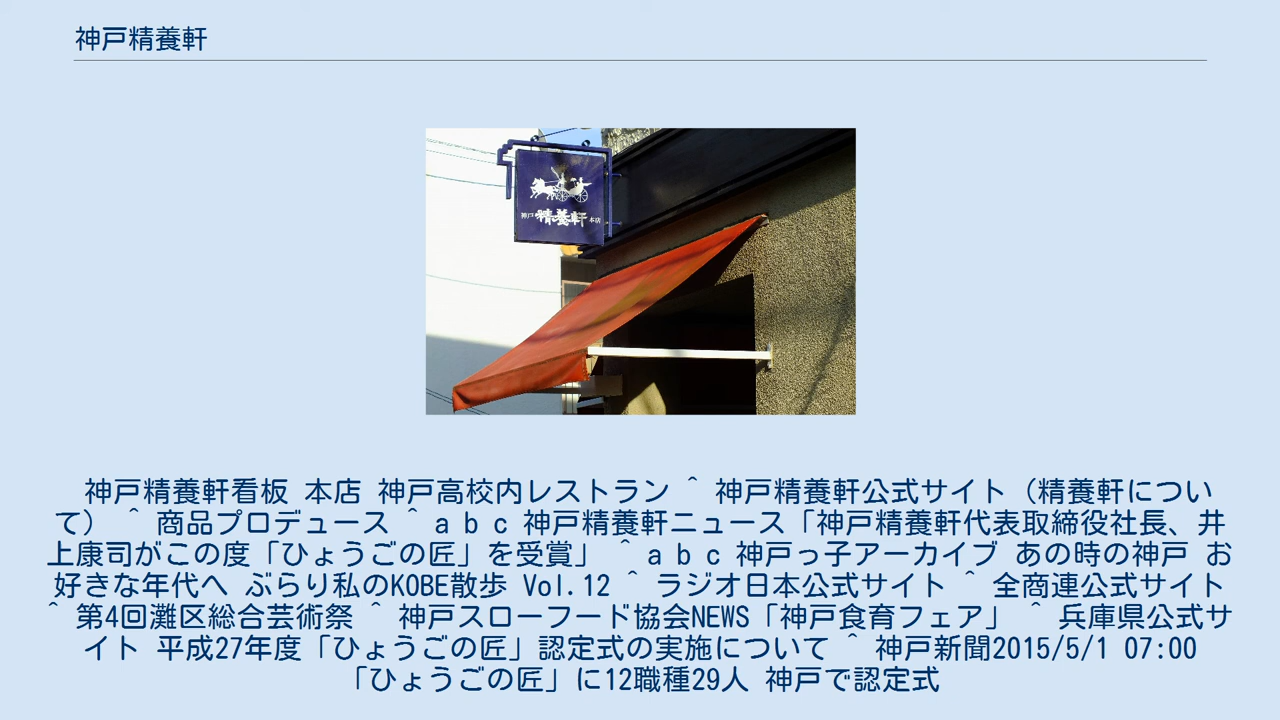 神戸精養軒
神戸 精養軒 本店
神戸精養軒看板 本店 神戸高校内レストラン ^ 神戸精養軒公式サイト（精養軒につい
て） ^ 商品プロデュース ^ a b c 神戸精養軒ニュース「神戸精養軒代表取締役社長、井
上康司がこの度「ひょうごの匠」を受賞」 ^ a b c 神戸っ子アーカイブ あの時の神戸 お
好きな年代へ ぶらり私のKOBE散歩 Vol.12 ^ ラジオ日本公式サイト ^ 全商連公式サイト
^ 第4回灘区総合芸術祭 ^ 神戸スローフード協会NEWS「神戸食育フェア」 ^ 兵庫県公式サ
イト 平成27年度「ひょうごの匠」認定式の実施について ^ 神戸新聞2015/5/1 07:00
「ひょうごの匠」に12職種29人 神戸で認定式